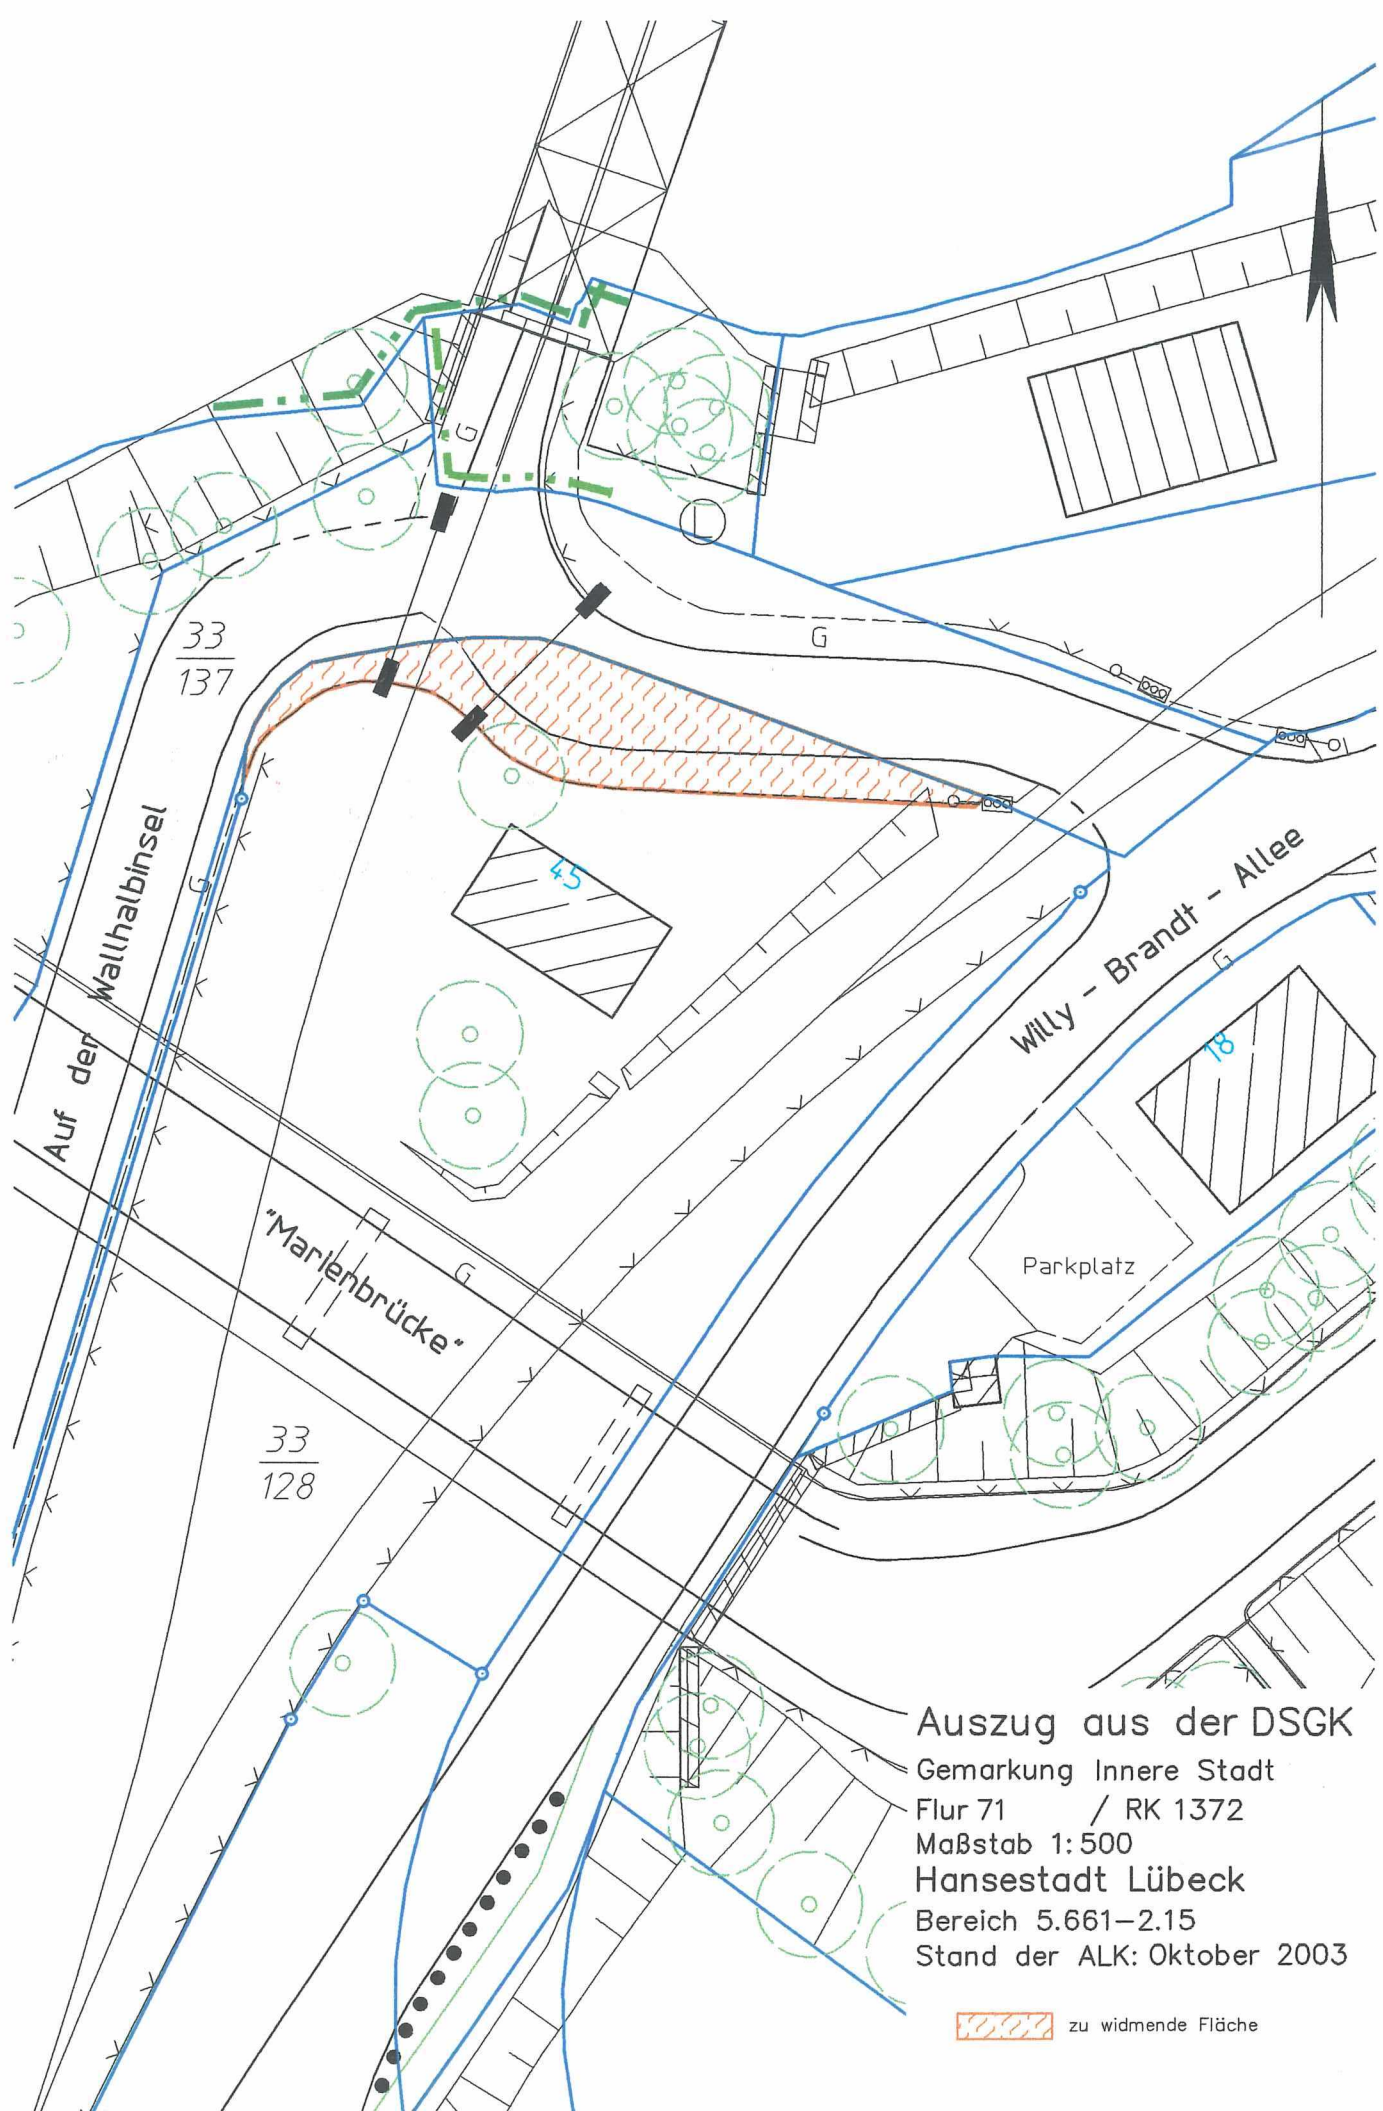 G
L
33
137
G
45
Auf der Wallhalbinsel
G
Willy - Brandt - Allee
G
18
"Marienbrücke"
G
Parkplatz
33
128
Auszug aus der DSGK
Gemarkung Innere Stadt
Flur 71 / RK 1372
Maßstab 1:500
Hansestadt Lübeck
Bereich 5.661-2.15
Stand der ALK: Oktober 2003
zu widmende Fläche